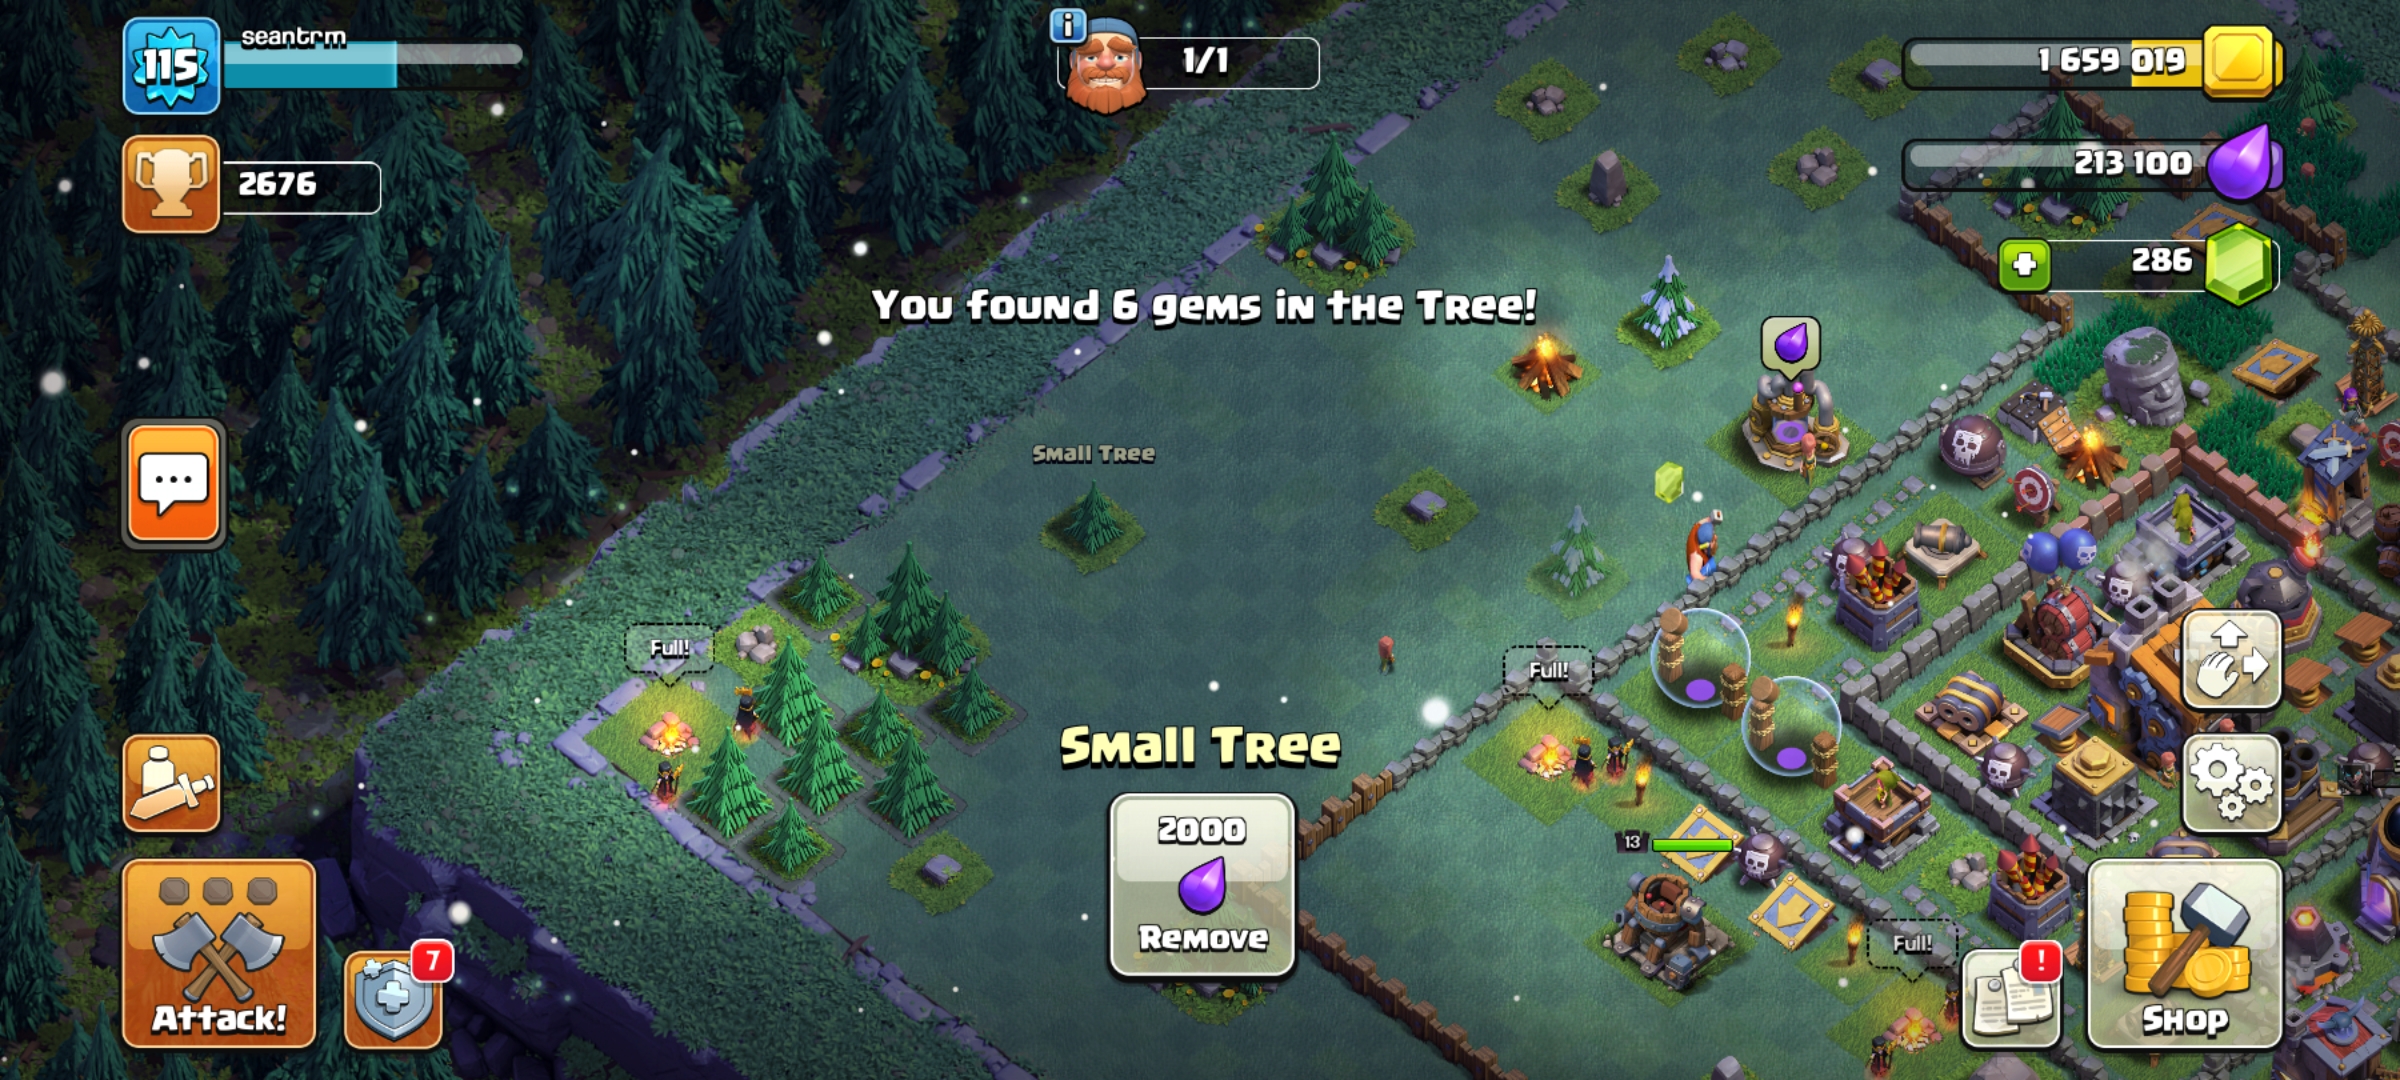 115
seantrm
1/1
1 659 019
2676
213 100
286
You found 6 gems in the Tree!
Small Tree
Full!
Full!
Small Tree
2000
Remove
13
Full!
7
!
Attack!
Shop